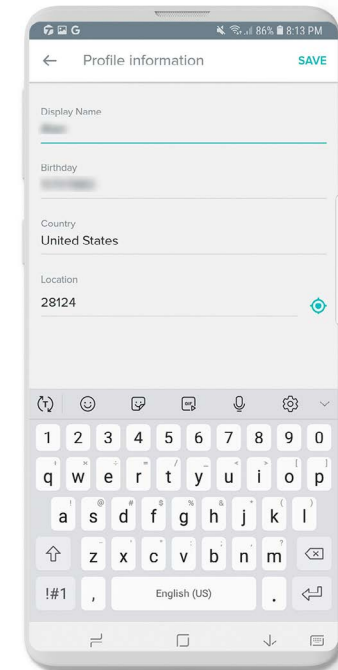 G 86% 8:13 PM
Profile information SAVE
Display Name
Birthday
Country
United States
Location
28124
GIF
1 2 3 4 5 6 7 8 9 0
q w e r t y u i o p
a s d f g h j k l
z x c v b n m
!#1 , English (US) .